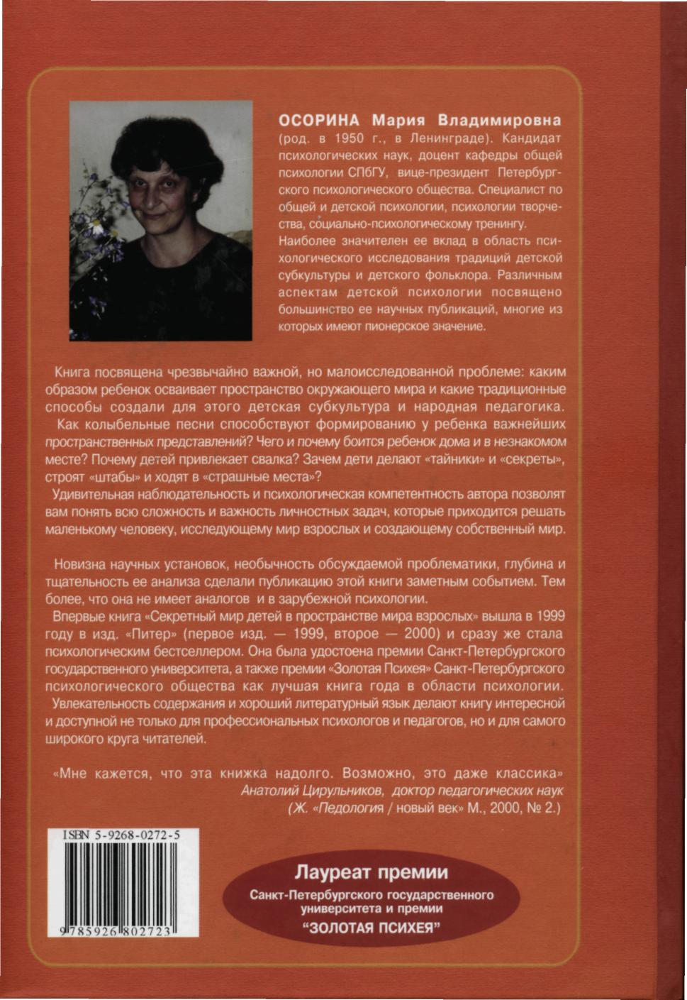 ОСОРИНА Мария Владимировна
(род. в 1950 г., в Ленинграде). Кандидат
психологических наук, доцент кафедры общей
психологии СПбГУ, вице-президент Петербург-
ского психологического общества. Специалист по
общей и детской психологии, психологии творче-
ства, социально-психологическому тренингу.
Наиболее значителен ее вклад в область пси-
хологического исследования традиций детской
субкультуры и детского фольклора. Различным
аспектам детской психологии посвящено
большинство ее научных публикаций, многие из
которых имеют пионерское значение.
Книга посвящена чрезвычайно важной, но малоисследованной проблеме: каким
образом ребенок осваивает пространство окружающего мира и какие традиционные
способы создали для этого детская субкультура и народная педагогика.
Как колыбельные песни способствуют формированию у ребенка важнейших
пространственных представлений? Чего и почему боится ребенок дома и в незнакомом
месте? Почему детей привлекает свалка? Зачем дети делают «тайники» и «секреты»,
строят «штабы» и ходят в «страшные места»?
Удивительная наблюдательность и психологическая компетентность автора позволят
вам понять всю сложность и важность личностных задач, которые приходится решать
маленькому человеку, исследующему мир взрослых и создающему собственный мир.
Новизна научных установок, необычность обсуждаемой проблематики, глубина и
тщательность ее анализа сделали публикацию этой книги заметным событием. Тем
более, что она не имеет аналогов и в зарубежной психологии.
Впервые книга «Секретный мир детей в пространстве мира взрослых» вышла в 1999
году в изд. «Питер» (первое изд. — 1999, второе — 2000) и сразу же стала
психологическим бестселлером. Она была удостоена премии Санкт-Петербургского
государственного университета, а также премии «Золотая Психея» Санкт-Петербургского
психологического общества как лучшая книга года в области психологии.
Увлекательность содержания и хороший литературный язык делают книгу интересной
и доступной не только для профессиональных психологов и педагогов, но и для самого
широкого круга читателей.
«Мне кажется, что эта книжка надолго. Возможно, это даже классика»
Анатолий Цирульников, доктор педагогических наук
(Ж. «Педология / новый век» М., 2000, № 2.)
ISBN 5-9268-0272-5
9785926802723
Лауреат премии
Санкт-Петербургского государственного
университета и премии
“ЗОЛОТАЯ ПСИХЕЯ”